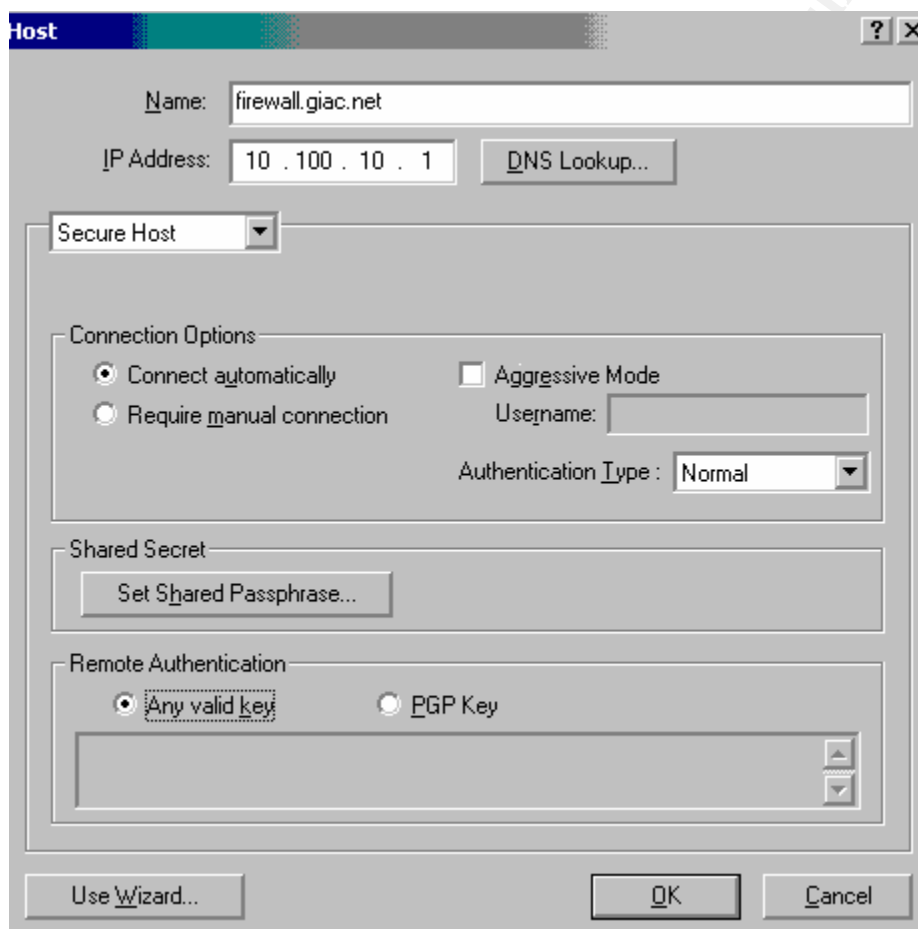 Host
Name: firewall.giac.net
IP Address: 10 . 100 . 10 . 1 DNS Lookup...
Secure Host
Connection Options
Connect automatically Aggressive Mode
Require manual connection Username:
Authentication Type : Normal
Shared Secret
Set Shared Passphrase...
Remote Authentication
Any valid key PGP Key
Use Wizard... OK Cancel